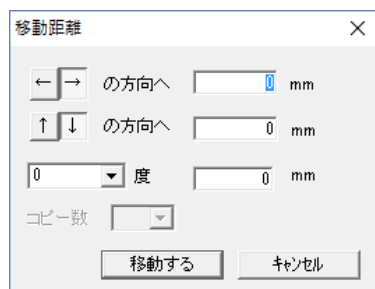 移動距離
← → の方向へ 0 mm
↑ ↓ の方向へ 0 mm
0 度 0 mm
コピー数
移動する ｷｬﾝｾﾙ